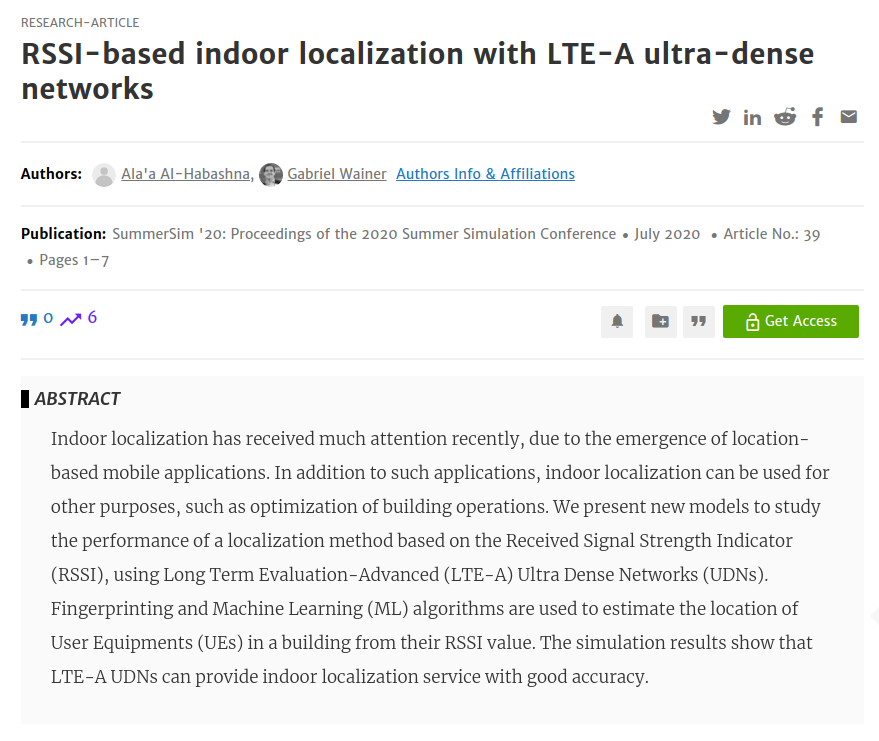 RESEARCH-ARTICLE
RSSI-based indoor localization with LTE-A ultra-dense
networks
Authors: Ala'a Al-Habashna, Gabriel Wainer Authors Info & Affiliations
Publication: SummerSim '20: Proceedings of the 2020 Summer Simulation Conference • July 2020 • Article No.: 39
• Pages 1–7
0 6
Get Access
ABSTRACT
Indoor localization has received much attention recently, due to the emergence of location-
based mobile applications. In addition to such applications, indoor localization can be used for
other purposes, such as optimization of building operations. We present new models to study
the performance of a localization method based on the Received Signal Strength Indicator
(RSSI), using Long Term Evaluation-Advanced (LTE-A) Ultra Dense Networks (UDNs).
Fingerprinting and Machine Learning (ML) algorithms are used to estimate the location of
User Equipments (UEs) in a building from their RSSI value. The simulation results show that
LTE-A UDNs can provide indoor localization service with good accuracy.